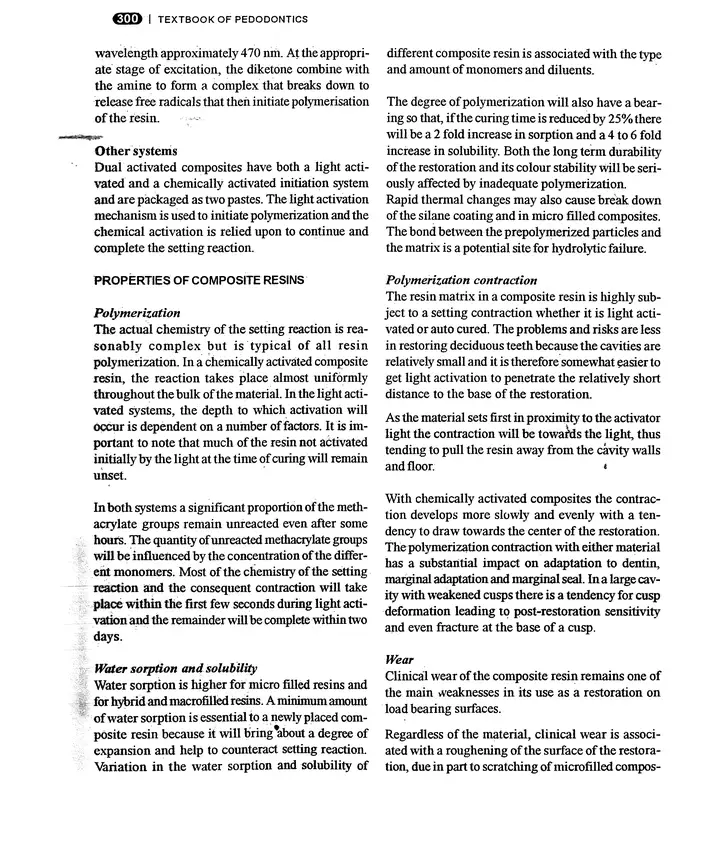 300 | TEXTBOOK OF PEDODONTICS
wavelength approximately 470 nm. At the appropri-
ate stage of excitation, the diketone combine with
the amine to form a complex that breaks down to
release free radicals that then initiate polymerisation
of the resin.
Other systems
Dual activated composites have both a light acti-
vated and a chemically activated initiation system
and are packaged as two pastes. The light activation
mechanism is used to initiate polymerization and the
chemical activation is relied upon to continue and
complete the setting reaction.
PROPERTIES OF COMPOSITE RESINS
Polymerization
The actual chemistry of the setting reaction is rea-
sonably complex but is typical of all resin
polymerization. In a chemically activated composite
resin, the reaction takes place almost uniformly
throughout the bulk of the material. In the light acti-
vated systems, the depth to which activation will
occur is dependent on a number of factors. It is im-
portant to note that much of the resin not activated
initially by the light at the time of curing will remain
unset.
In both systems a significant proportion of the meth-
acrylate groups remain unreacted even after some
hours. The quantity of unreacted methacrylate groups
will be influenced by the concentration of the differ-
ent monomers. Most of the chemistry of the setting
reaction and the consequent contraction will take
place within the first few seconds during light acti-
vation and the remainder will be complete within two
days.
Water sorption and solubility
Water sorption is higher for micro filled resins and
for hybrid and macrofilled resins. A minimum amount
of water sorption is essential to a newly placed com-
posite resin because it will bring about a degree of
expansion and help to counteract setting reaction.
Variation in the water sorption and solubility of
different composite resin is associated with the type
and amount of monomers and diluents.
The degree of polymerization will also have a bear-
ing so that, if the curing time is reduced by 25% there
will be a 2 fold increase in sorption and a 4 to 6 fold
increase in solubility. Both the long term durability
of the restoration and its colour stability will be seri-
ously affected by inadequate polymerization.
Rapid thermal changes may also cause break down
of the silane coating and in micro filled composites.
The bond between the prepolymerized particles and
the matrix is a potential site for hydrolytic failure.
Polymerization contraction
The resin matrix in a composite resin is highly sub-
ject to a setting contraction whether it is light acti-
vated or auto cured. The problems and risks are less
in restoring deciduous teeth because the cavities are
relatively small and it is therefore somewhat easier to
get light activation to penetrate the relatively short
distance to the base of the restoration.
As the material sets first in proximity to the activator
light the contraction will be towards the light, thus
tending to pull the resin away from the cavity walls
and floor.
With chemically activated composites the contrac-
tion develops more slowly and evenly with a ten-
dency to draw towards the center of the restoration.
The polymerization contraction with either material
has a substantial impact on adaptation to dentin,
marginal adaptation and marginal seal. In a large cav-
ity with weakened cusps there is a tendency for cusp
deformation leading to post-restoration sensitivity
and even fracture at the base of a cusp.
Wear
Clinical wear of the composite resin remains one of
the main weaknesses in its use as a restoration on
load bearing surfaces.
Regardless of the material, clinical wear is associ-
ated with a roughening of the surface of the restora-
tion, due in part to scratching of microfilled compos-